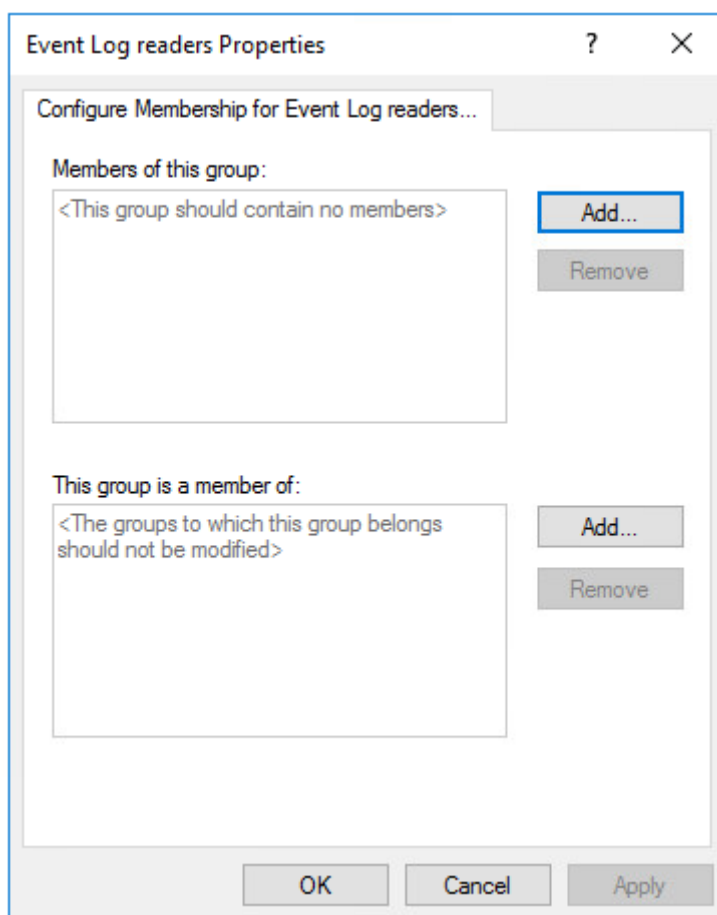 Event Log readers Properties ? X
Configure Membership for Event Log readers...
Members of this group:
<This group should contain no members>
Add...
Remove
This group is a member of:
<The groups to which this group belongs
should not be modified>
Add...
Remove
OK Cancel Apply